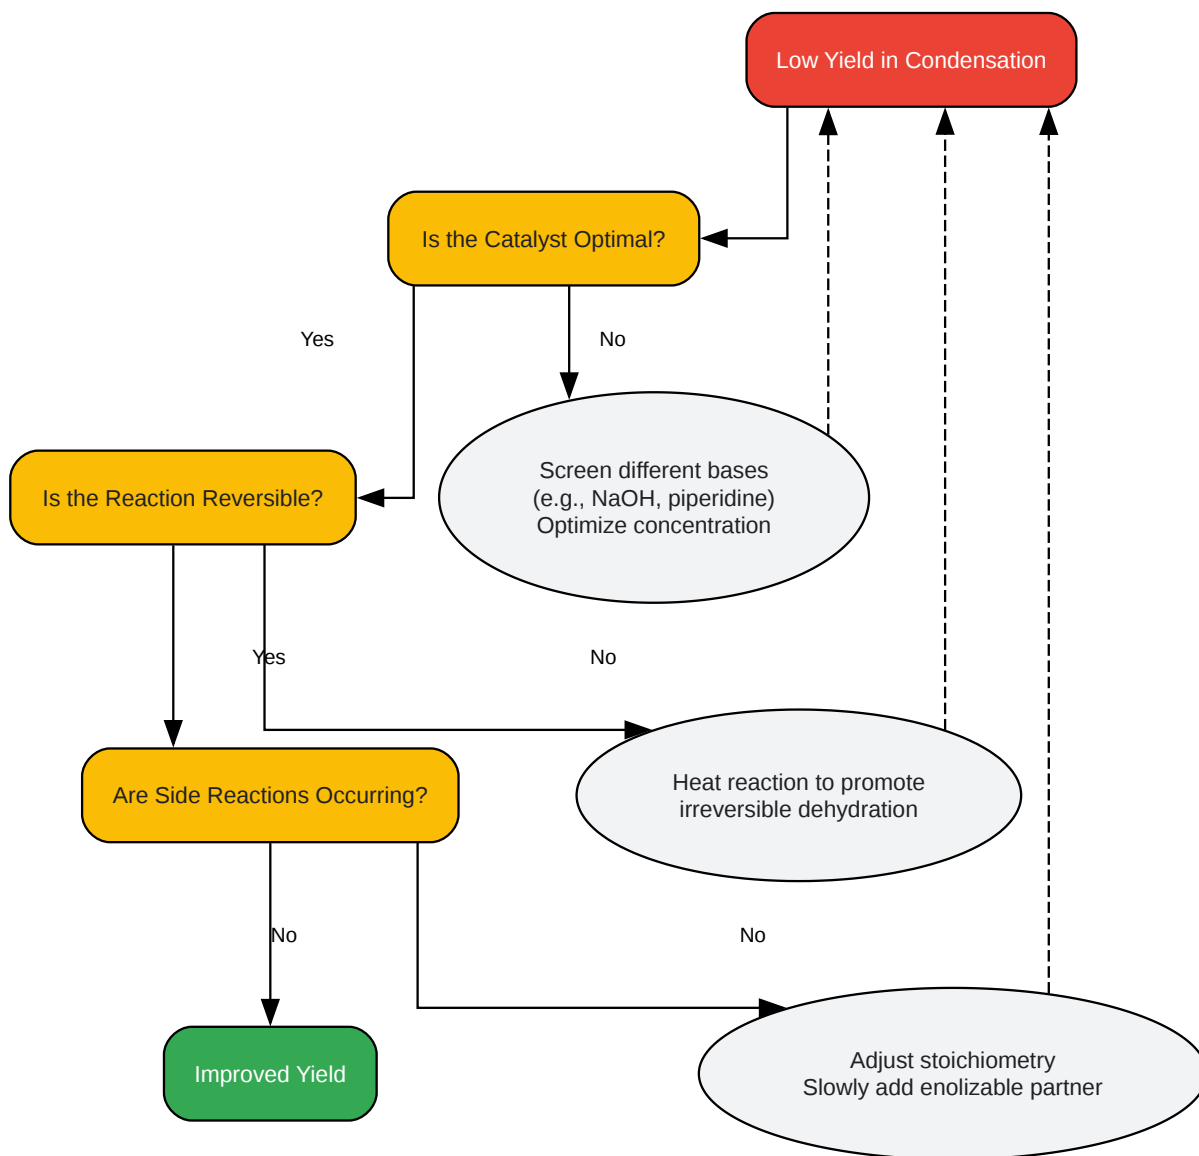 Low Yield in Condensation
Is the Catalyst Optimal?
Yes
No
Screen different bases
(e.g., NaOH, piperidine)
Optimize concentration
Is the Reaction Reversible?
Yes
No
Heat reaction to promote
irreversible dehydration
Are Side Reactions Occurring?
No
No
Adjust stoichiometry
Slowly add enolizable partner
Improved Yield